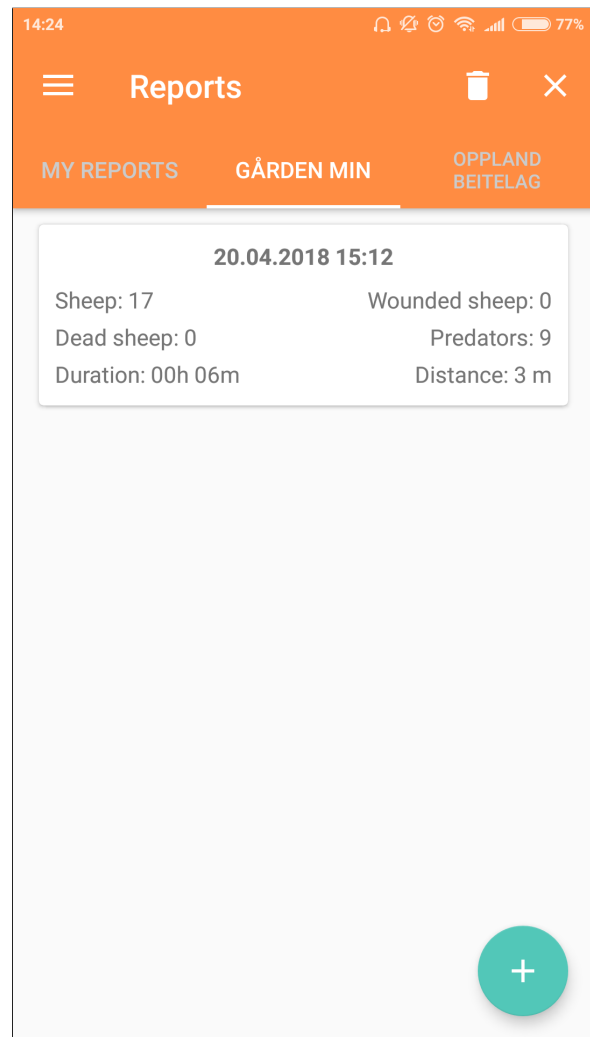 14:24 77%
Reports
MY REPORTS GÅRDEN MIN OPPLAND
BEITELAG
20.04.2018 15:12
Sheep: 17 Wounded sheep: 0
Dead sheep: 0 Predators: 9
Duration: 00h 06m Distance: 3 m